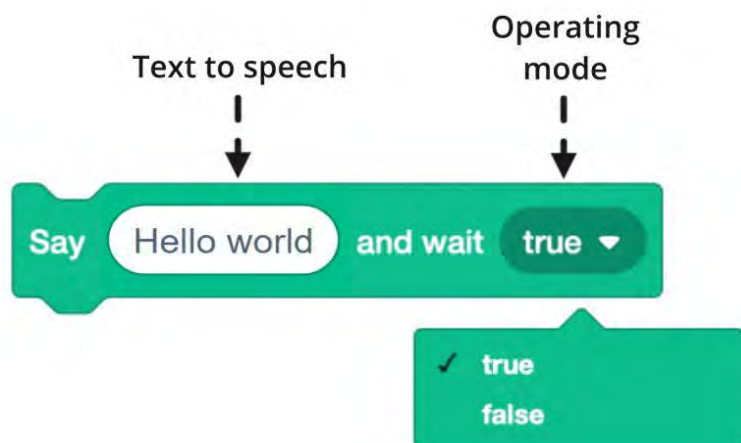 Operating
mode
Text to speech
Say Hello world and wait true
✓ true
false